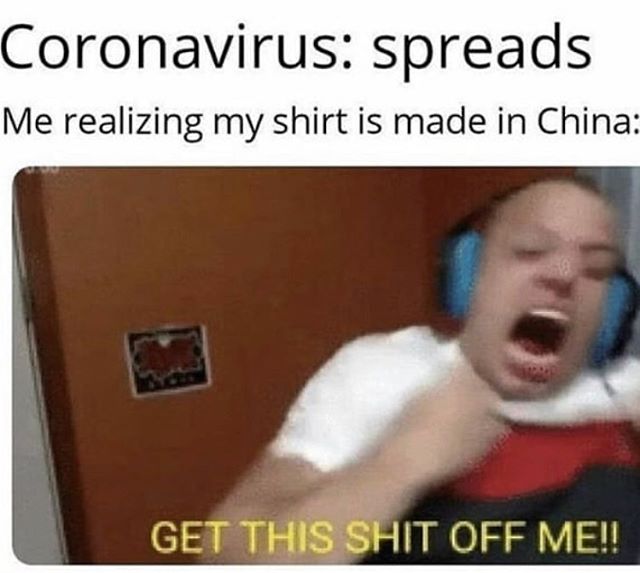 Coronavirus: spreads
Me realizing my shirt is made in China:
GET THIS SHIT OFF ME!!